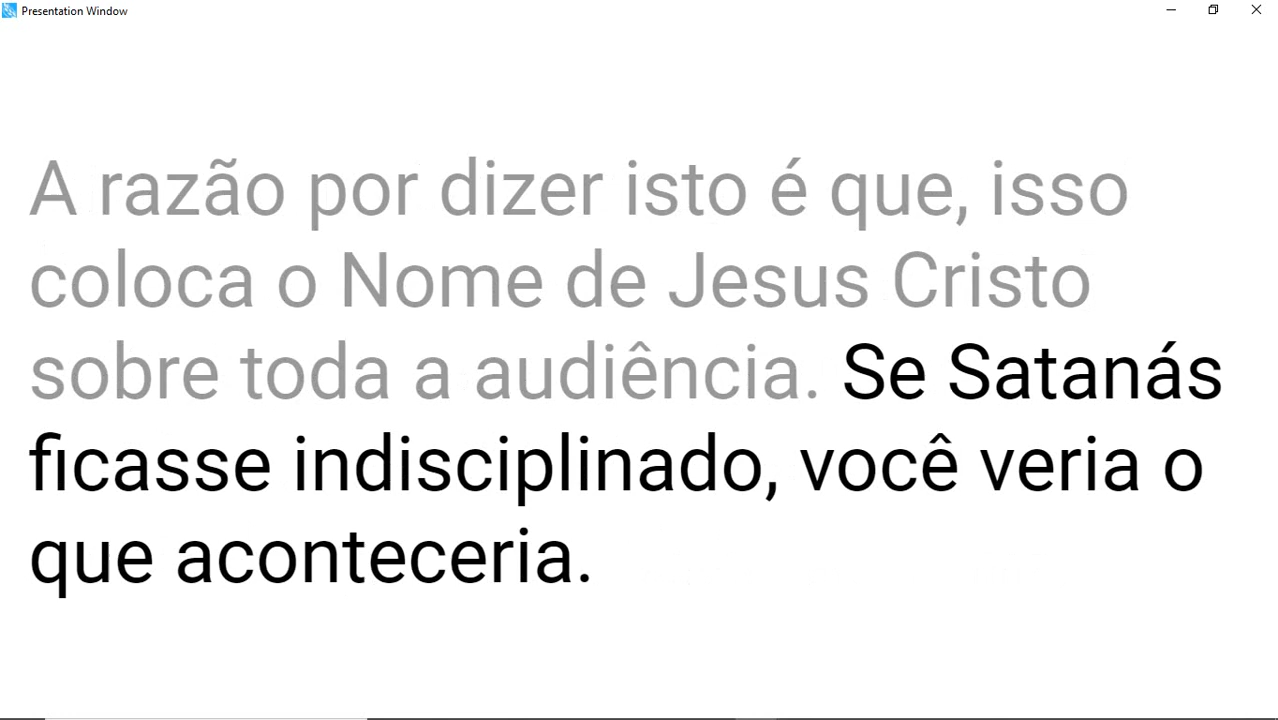 Presentation Window
A razão por dizer isto é que, isso
coloca o Nome de Jesus Cristo
sobre toda a audiência. Se Satanás
ficasse indisciplinado, você veria o
que aconteceria.